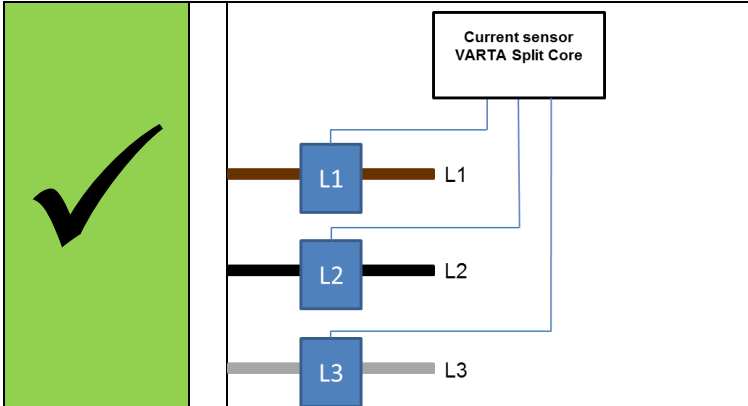 Current sensor
VARTA Split Core
L1 L1
L2 L2
L3 L3